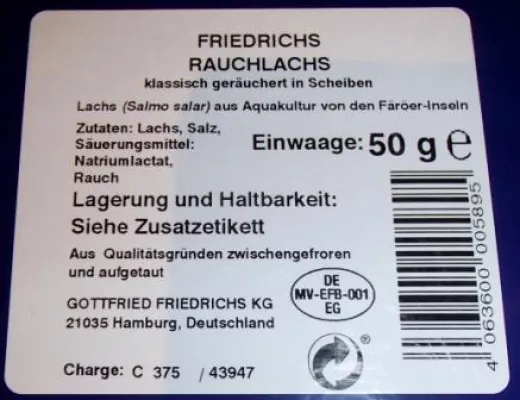 FRIEDRICHS
RAUCHLACHS
klassisch geräuchert in Scheiben
Lachs (Salmo salar) aus Aquakultur von den Färöer-Inseln
Zutaten: Lachs, Salz,
Säuerungsmittel:
Natriumlactat,
Rauch
Einwaage: 50 g ℮
Lagerung und Haltbarkeit:
Siehe Zusatzetikett
Aus Qualitätsgründen zwischengefroren
und aufgetaut
GOTTFRIED FRIEDRICHS KG
21035 Hamburg, Deutschland
DE
MV-EFB-001
EG
®
Charge: C 375 / 43947
4 063600 005895